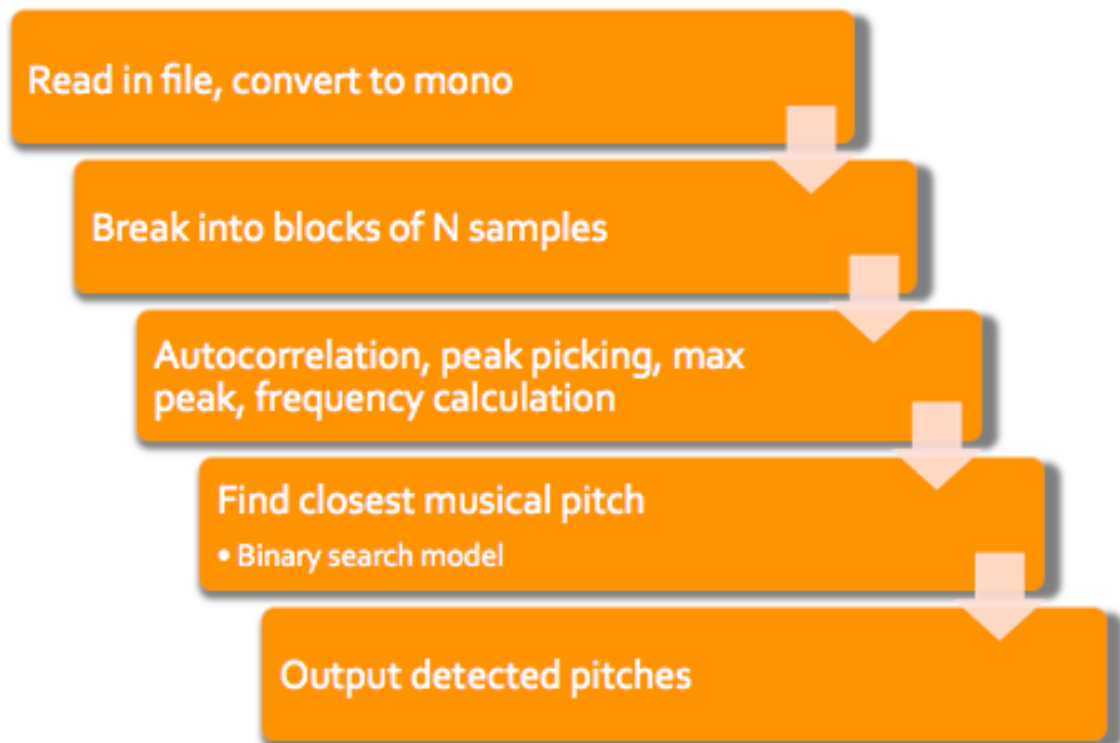 Read in file, convert to mono
Break into blocks of N samples
Autocorrelation, peak picking, max
peak, frequency calculation
Find closest musical pitch
• Binary search model
Output detected pitches